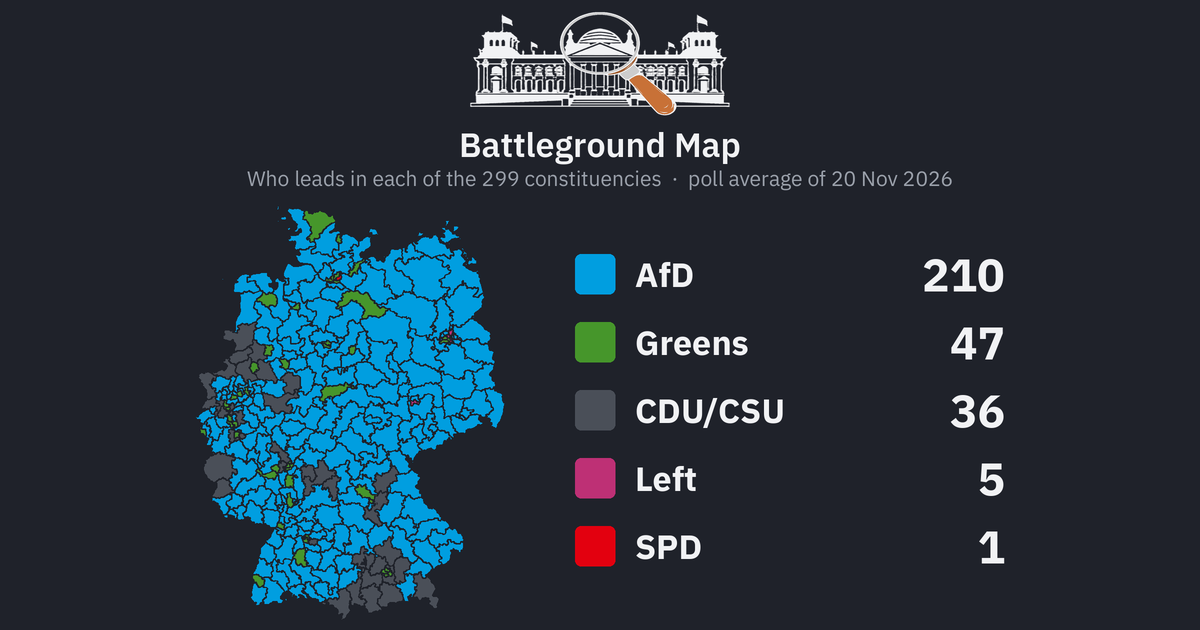 Battleground Map
Who leads in each of the 299 constituencies · poll average of 20 Nov 2026
AfD 210
Greens 47
CDU/CSU 36
Left 5
SPD 1